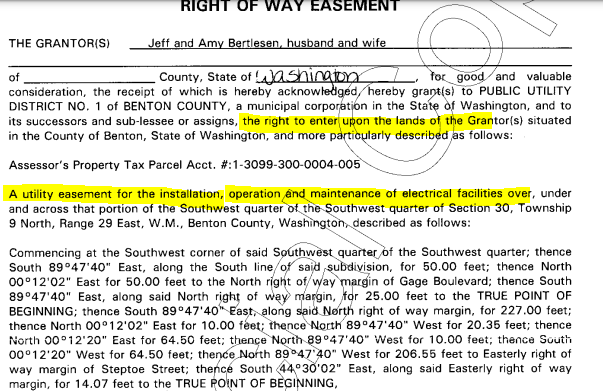 RIGHT OF WAY EASEMENT
THE GRANTOR(S) Jeff and Amy Bertlesen, husband and wife
of County, State of Washington, for good and valuable
consideration, the receipt of which is hereby acknowledged, hereby grant(s) to PUBLIC UTILITY
DISTRICT NO. 1 of BENTON COUNTY, a municipal corporation in the State of Washington, and to
its successors and sub-lessee or assigns, the right to enter upon the lands of the Grantor(s) situated
in the County of Benton, State of Washington, and more particularly described as follows:
Assessor's Property Tax Parcel Acct. #:1-3099-300-0004-005
A utility easement for the installation, operation and maintenance of electrical facilities over, under
and across that portion of the Southwest quarter of the Southwest quarter of Section 30, Township
9 North, Range 29 East, W.M., Benton County, Washington, described as follows:
Commencing at the Southwest corner of said Southwest quarter of the Southwest quarter; thence
South 89°47'40" East, along the South line of said subdivision, for 50.00 feet; thence North
00°12'02" East for 50.00 feet to the North right of way margin of Gage Boulevard; thence South
89°47'40" East, along said North right of way margin, for 25.00 feet to the TRUE POINT OF
BEGINNING; thence South 89°47'40" East, along said North right of way margin, for 227.00 feet;
thence North 00°12'02" East for 10.00 feet; thence North 89°47'40" West for 20.35 feet; thence
North 00°12'20" East for 64.50 feet; thence North 89°47'40" West for 10.00 feet; thence South
00°12'20" West for 64.50 feet; thence North 89°47'40" West for 206.55 feet to Easterly right of
way margin of Steptoe Street; thence South 44°30'02" East, along said Easterly right of way
margin, for 14.07 feet to the TRUE POINT OF BEGINNING,